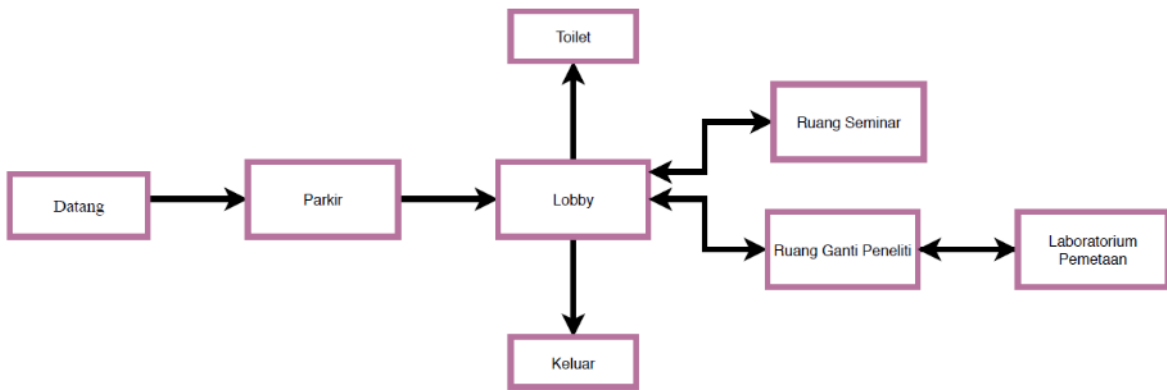 Toilet
Ruang Seminar
Datang
Parkir
Lobby
Ruang Ganti Peneliti
Laboratorium
Pemetaan
Keluar